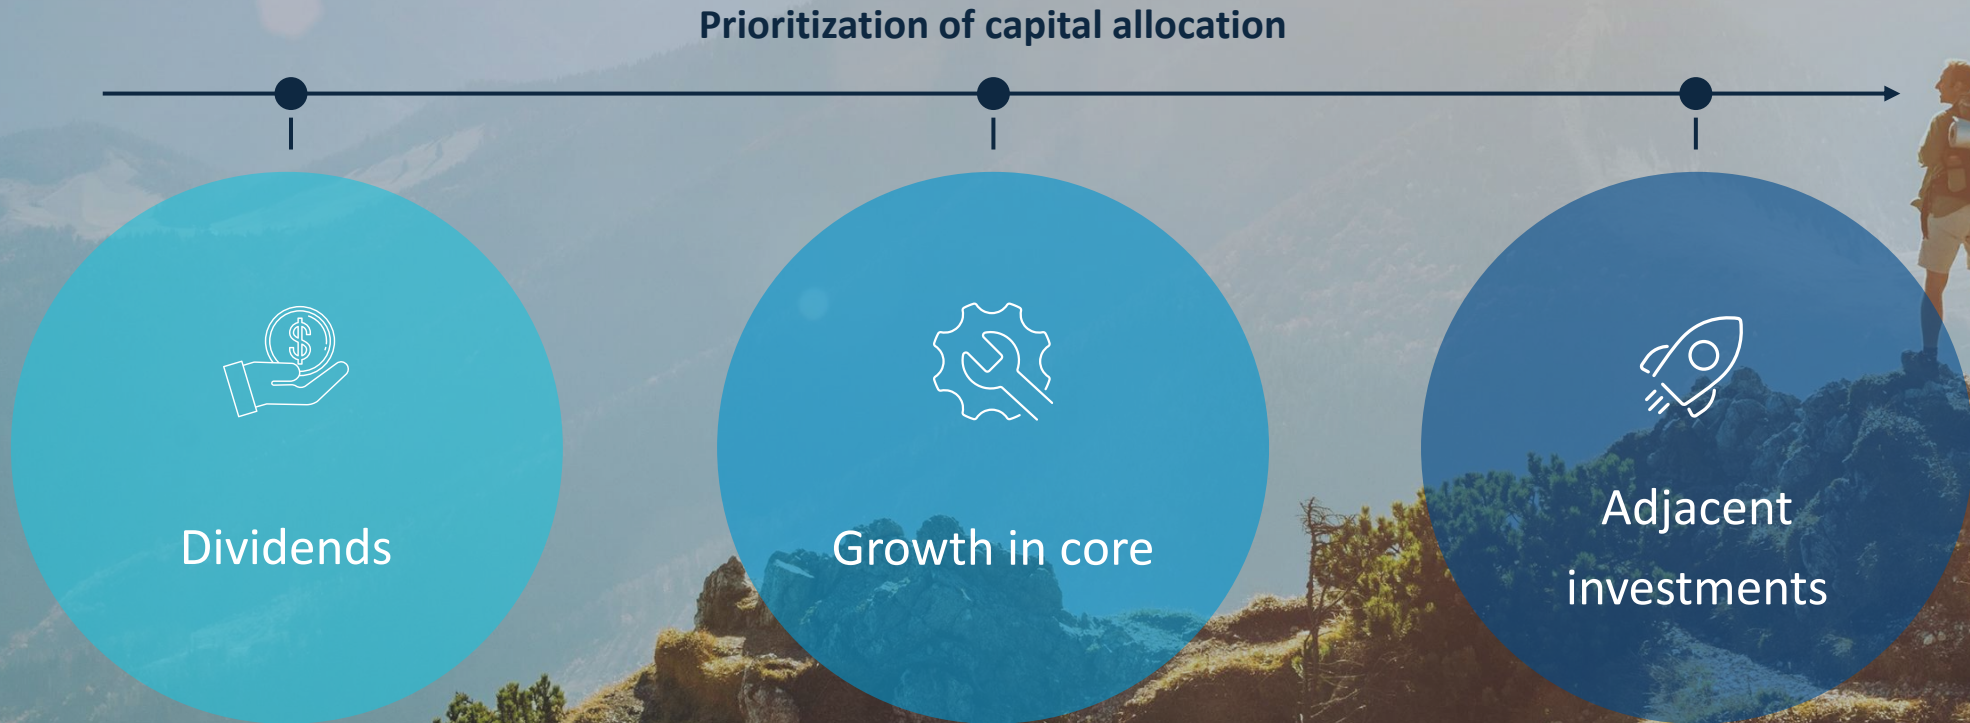 Prioritization of capital allocation
$
Dividends
Growth in core
Adjacent
investments